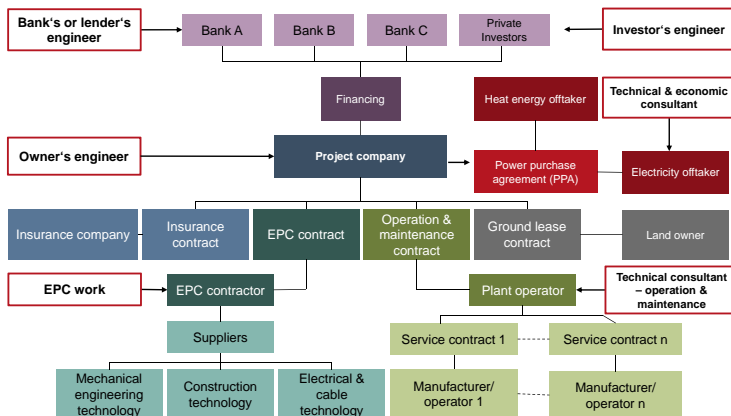 Bank‘s or lender‘s
engineer
Bank A
Bank B
Bank C
Private
Investors
Investor‘s engineer
Financing
Heat energy offtaker
Technical & economic
consultant
Owner‘s engineer
Project company
Power purchase
agreement (PPA)
Electricity offtaker
Insurance company
Insurance
contract
EPC contract
Operation &
maintenance
contract
Ground lease
contract
Land owner
EPC work
EPC contractor
Plant operator
Technical consultant
– operation &
maintenance
Suppliers
Service contract 1
Service contract n
Mechanical
engineering
technology
Construction
technology
Electrical &
cable technology
Manufacturer/
operator 1
Manufacturer/
operator n